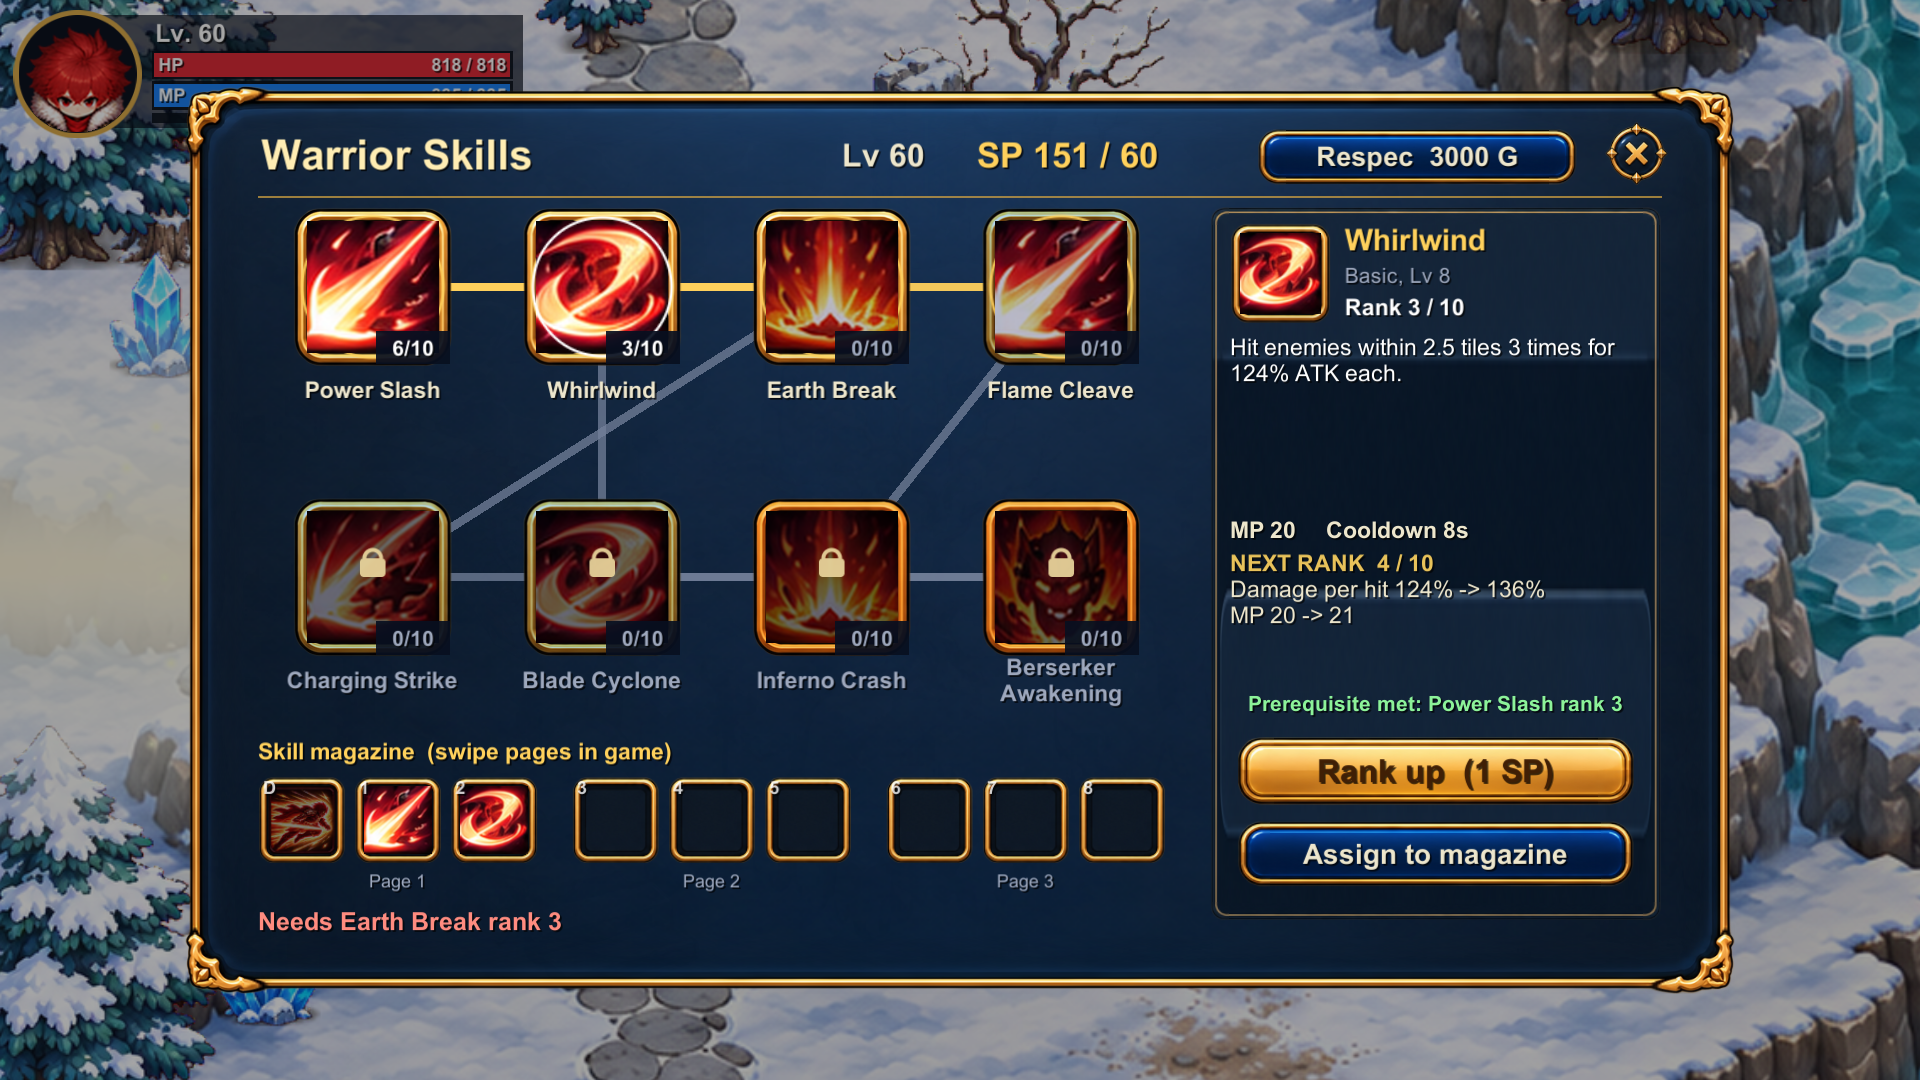 Lv. 60
HP 818 / 818
MP
Warrior Skills
Lv 60
SP 151 / 60
Respec 3000 G
6/10
3/10
0/10
0/10
Power Slash
Whirlwind
Earth Break
Flame Cleave
0/10
0/10
0/10
0/10
Charging Strike
Blade Cyclone
Inferno Crash
Berserker
Awakening
Skill magazine (swipe pages in game)
D 1 2 3 4 5 6 7 8
Page 1
Page 2
Page 3
Needs Earth Break rank 3
Whirlwind
Basic, Lv 8
Rank 3 / 10
Hit enemies within 2.5 tiles 3 times for
124% ATK each.
MP 20 Cooldown 8s
NEXT RANK 4 / 10
Damage per hit 124% -> 136%
MP 20 -> 21
Prerequisite met: Power Slash rank 3
Rank up (1 SP)
Assign to magazine